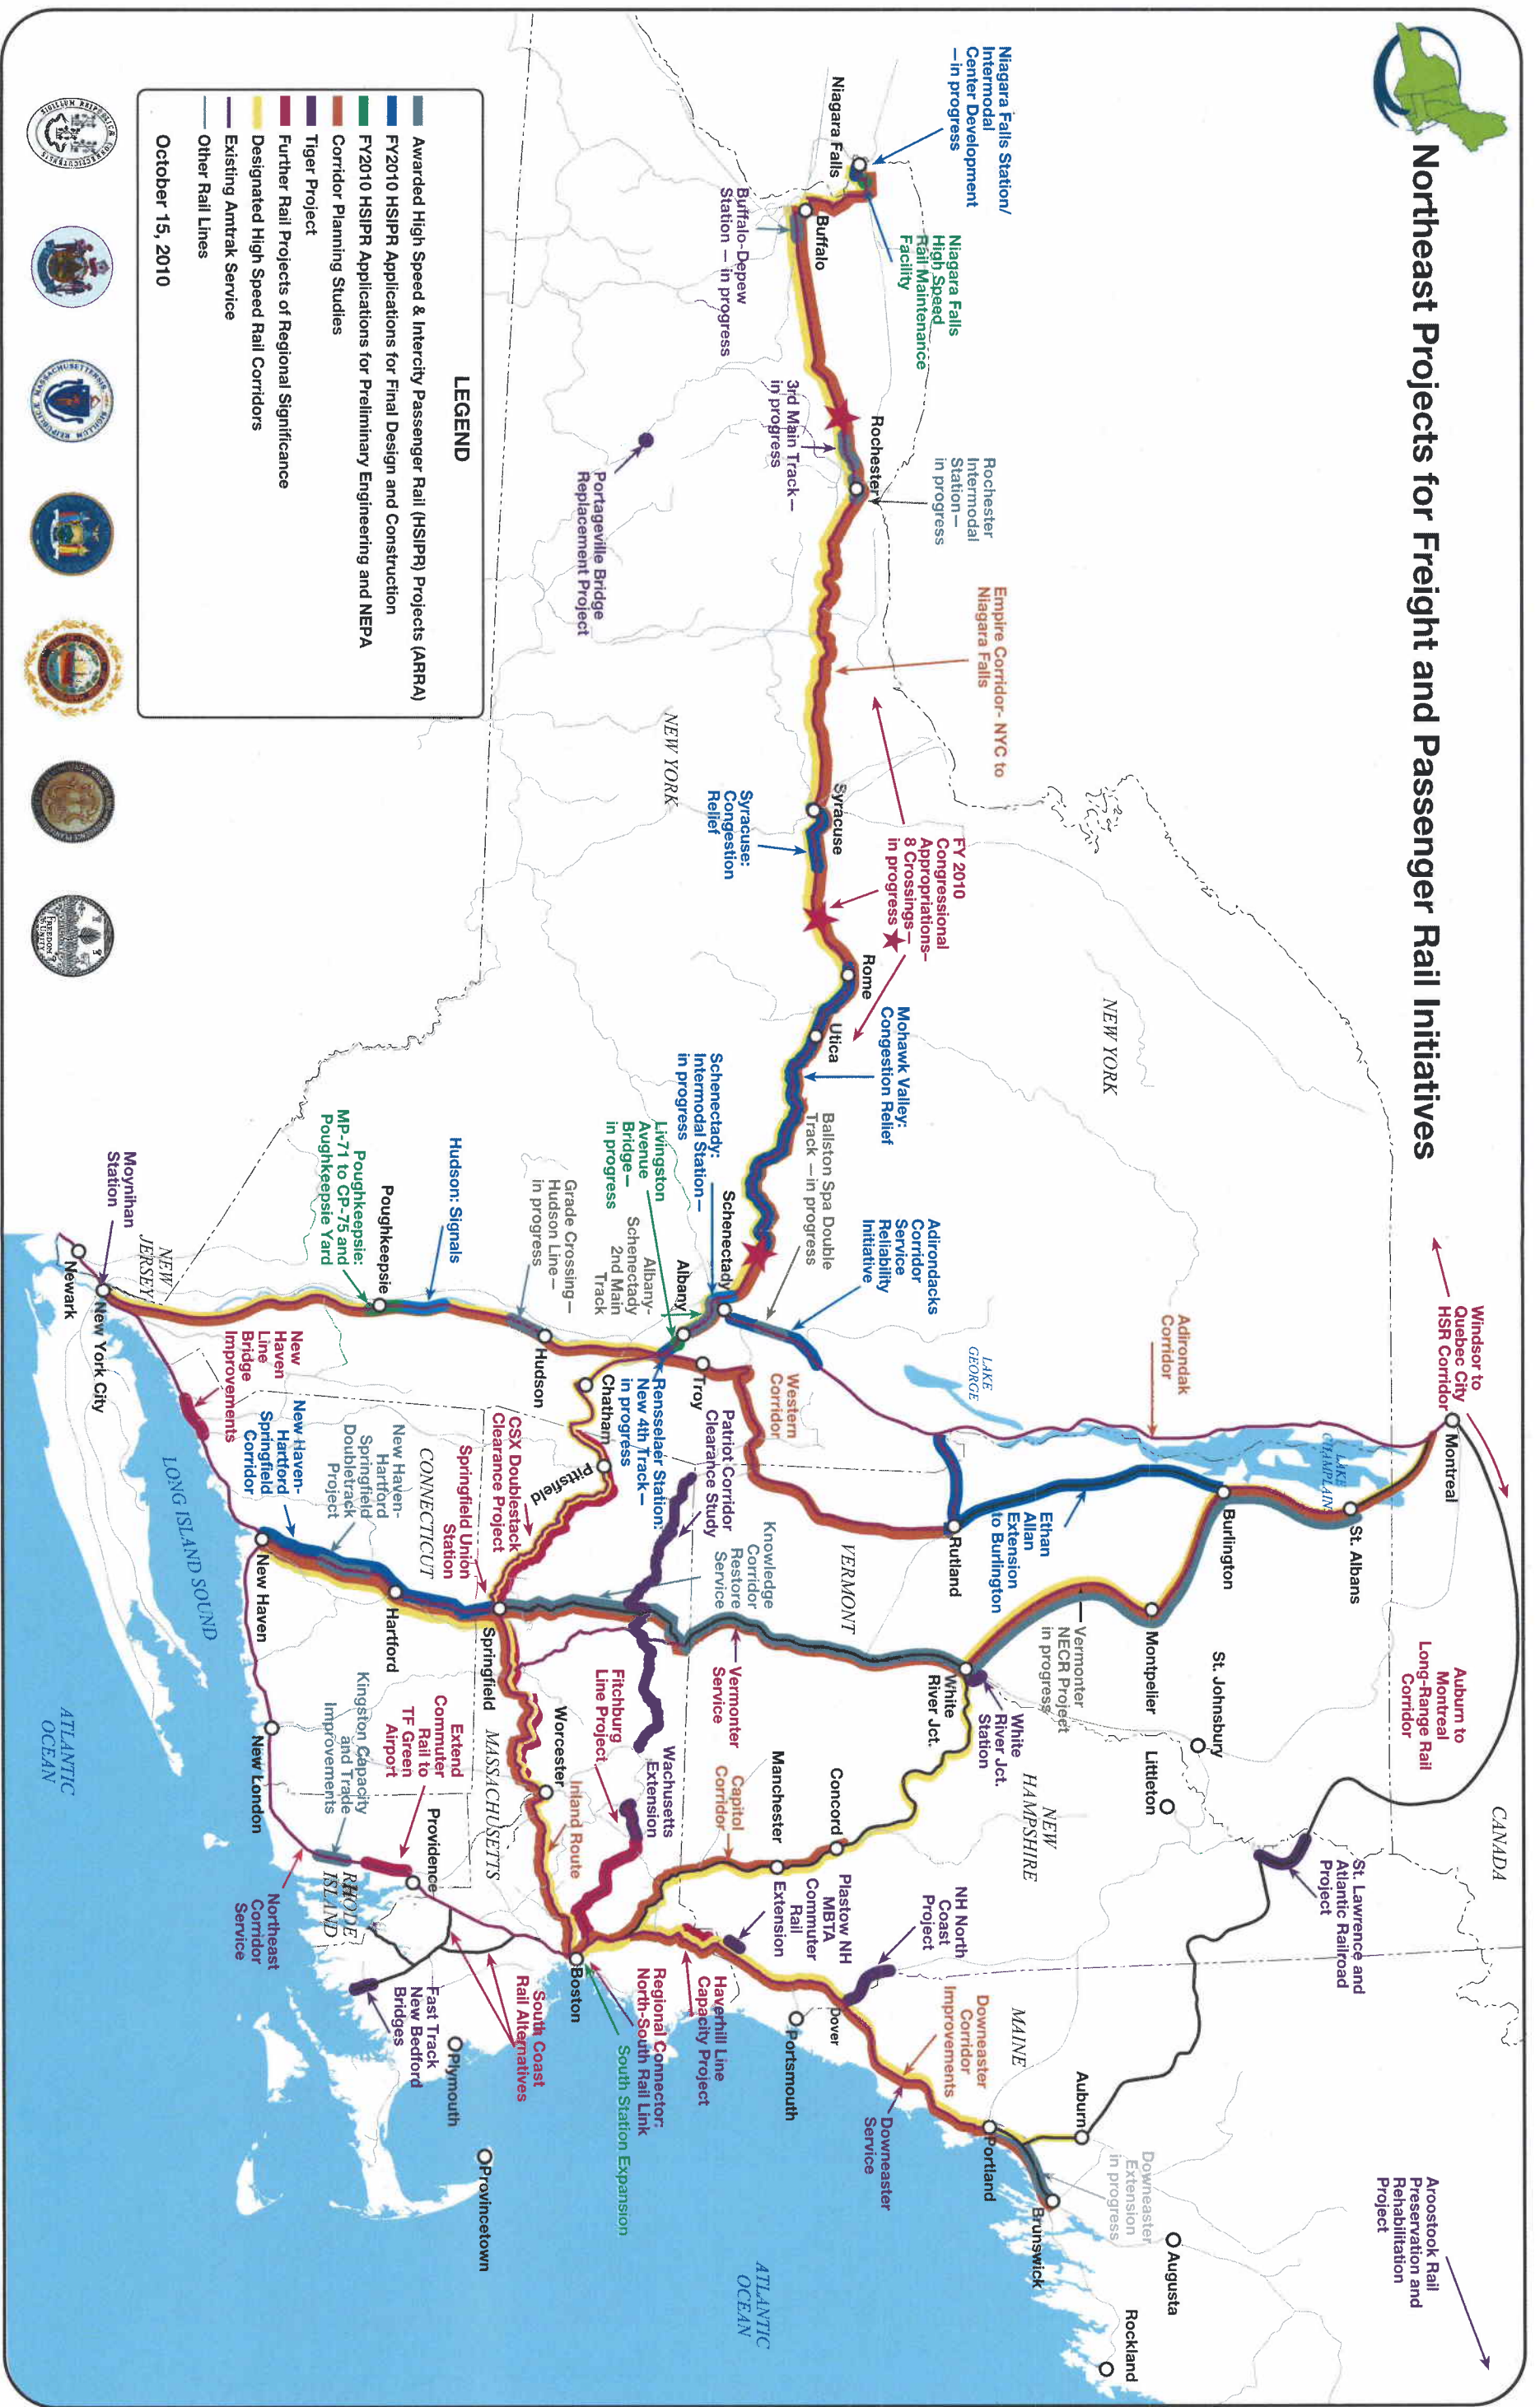 Northeast Projects for Freight and Passenger Rail Initiatives
Niagara Falls Station/
Intermodal
Center Development
—in progress
Niagara Falls
Niagara Falls
High Speed
Rail Maintenance
Facility
Buffalo
Buffalo-Depew
Station — in progress
3rd Main Track—
in progress
Rochester
Rochester
Intermodal
Station—
in progress
Portageville Bridge
Replacement Project
Empire Corridor- NYC to
Niagara Falls
NEW YORK
Syracuse
Syracuse:
Congestion
Relief
FY 2010
Congressional
Appropriations–
8 Crossings—
in progress
Rome
Utica
Mohawk Valley:
Congestion Relief
NEW YORK
Ballston Spa Double
Track —in progress
Adirondacks
Corridor
Service
Reliability
Initiative
Schenectady:
Intermodal Station—
in progress
Schenectady
Livingston
Avenue
Bridge—
in progress
Albany-
Schenectady
2nd Main
Track
Albany
Troy
Grade Crossing—
Hudson Line—
in progress
Hudson
Hudson: Signals
Poughkeepsie
Poughkeepsie:
MP-71 to CP-75 and
Poughkeepsie Yard
Moynihan
Station
NEW
JERSEY
Newark
New York City
New
Haven
Line
Bridge
Improvements
LONG ISLAND SOUND
Rensselaer Station:
New 4th Track—
in progress
Chatham
Pittsfield
CSX Doublestack
Clearance Project
Springfield Union
Station
CONNECTICUT
New Haven-
Hartford
Springfield
Doubletrack
Project
New Haven-
Hartford
Springfield
Corridor
New Haven
Hartford
Springfield
Western
Corridor
Patriot Corridor
Clearance Study
Knowledge
Corridor
Restore
Service
VERMONT
LAKE
GEORGE
Adirondak
Corridor
LAKE
CHAMPLAIN
Windsor to
Quebec City
HSR Corridor
Montreal
St. Albans
Burlington
Rutland
Ethan
Allan
Extension
to Burlington
Vermonter
NECR Project
in progress
Montpelier
White
River Jct.
White
River Jct.
Station
Vermonter
Service
St. Johnsbury
Littleton
Auburn to
Montreal
Long-Range Rail
Corridor
CANADA
St. Lawrence and
Atlantic Railroad
Project
NEW
HAMPSHIRE
Concord
Manchester
Capitol
Corridor
Wachusetts
Extension
Fitchburg
Line Project
Worcester
Inland Route
MASSACHUSETTS
Extend
Commuter
Rail to
TF Green
Airport
Kingston Capacity
and Trade
Improvements
New London
Providence
RHODE
ISLAND
Northeast
Corridor
Service
ATLANTIC
OCEAN
Plastow NH
MBTA
Commuter
Rail
Extension
NH North
Coast
Project
Dover
Portsmouth
Haverhill Line
Capacity Project
Regional Connector:
North-South Rail Link
South Station Expansion
Boston
South Coast
Rail Alternatives
Fast Track
New Bedford
Bridges
Plymouth
Provincetown
MAINE
Downeaster
Corridor
Improvements
Downeaster
Service
Portland
Auburn
Brunswick
Downeaster
Extension
in progress
Augusta
Rockland
Aroostook Rail
Preservation and
Rehabilitation
Project
ATLANTIC
OCEAN
LEGEND
Awarded High Speed & Intercity Passenger Rail (HSIPR) Projects (ARRA)
FY2010 HSIPR Applications for Final Design and Construction
FY2010 HSIPR Applications for Preliminary Engineering and NEPA
Corridor Planning Studies
Tiger Project
Further Rail Projects of Regional Significance
Designated High Speed Rail Corridors
Existing Amtrak Service
Other Rail Lines
October 15, 2010
FREEDOM & UNITY